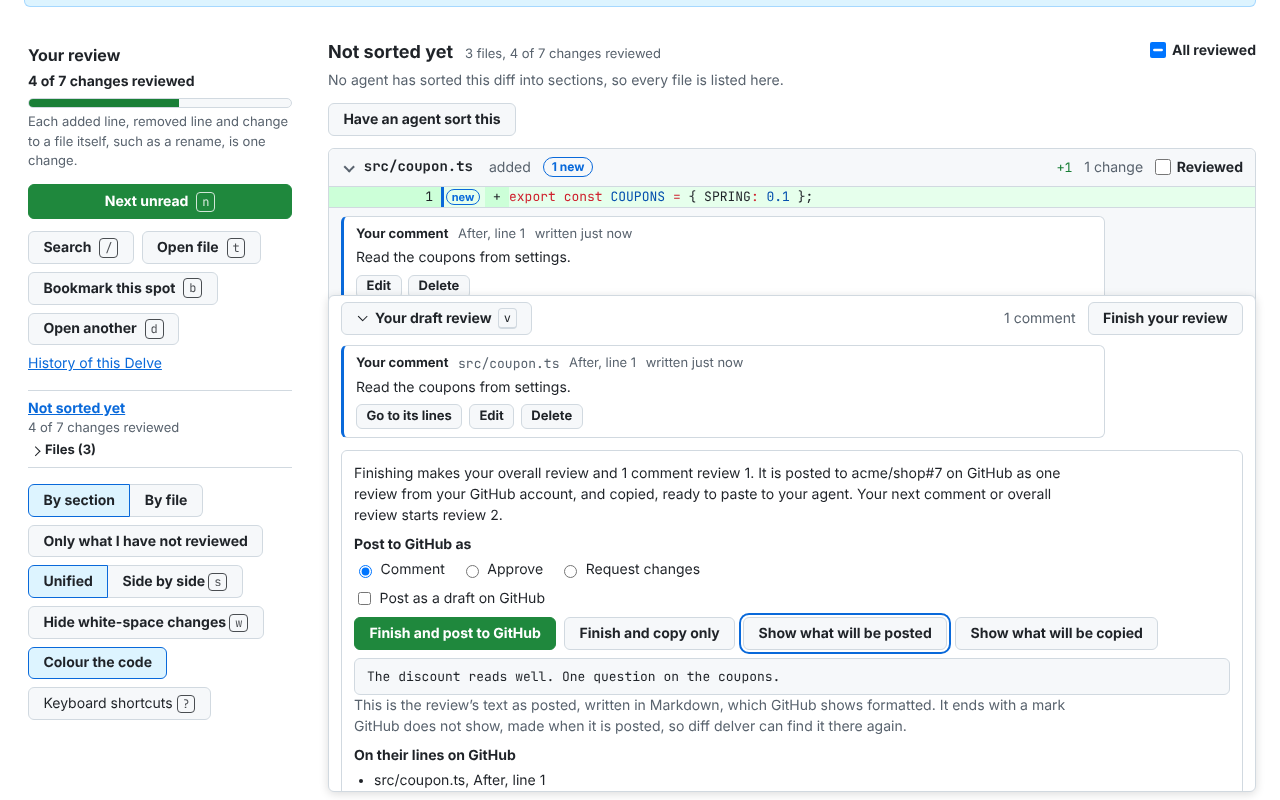 Your review
4 of 7 changes reviewed
Each added line, removed line and change
to a file itself, such as a rename, is one
change.
Next unread n
Search / Open file t
Bookmark this spot b
Open another d
History of this Delve
Not sorted yet
4 of 7 changes reviewed
Files (3)
By section By file
Only what I have not reviewed
Unified Side by side s
Hide white-space changes w
Colour the code
Keyboard shortcuts ?
Not sorted yet 3 files, 4 of 7 changes reviewed All reviewed
No agent has sorted this diff into sections, so every file is listed here.
Have an agent sort this
src/coupon.ts added 1 new +1 1 change Reviewed
1 new + export const COUPONS = { SPRING: 0.1 };
Your comment After, line 1 written just now
Read the coupons from settings.
Edit Delete
Your draft review v 1 comment Finish your review
Your comment src/coupon.ts After, line 1 written just now
Read the coupons from settings.
Go to its lines Edit Delete
Finishing makes your overall review and 1 comment review 1. It is posted to acme/shop#7 on GitHub as one
review from your GitHub account, and copied, ready to paste to your agent. Your next comment or overall
review starts review 2.
Post to GitHub as
Comment Approve Request changes
Post as a draft on GitHub
Finish and post to GitHub Finish and copy only Show what will be posted Show what will be copied
The discount reads well. One question on the coupons.
This is the review’s text as posted, written in Markdown, which GitHub shows formatted. It ends with a mark
GitHub does not show, made when it is posted, so diff delver can find it there again.
On their lines on GitHub
• src/coupon.ts, After, line 1